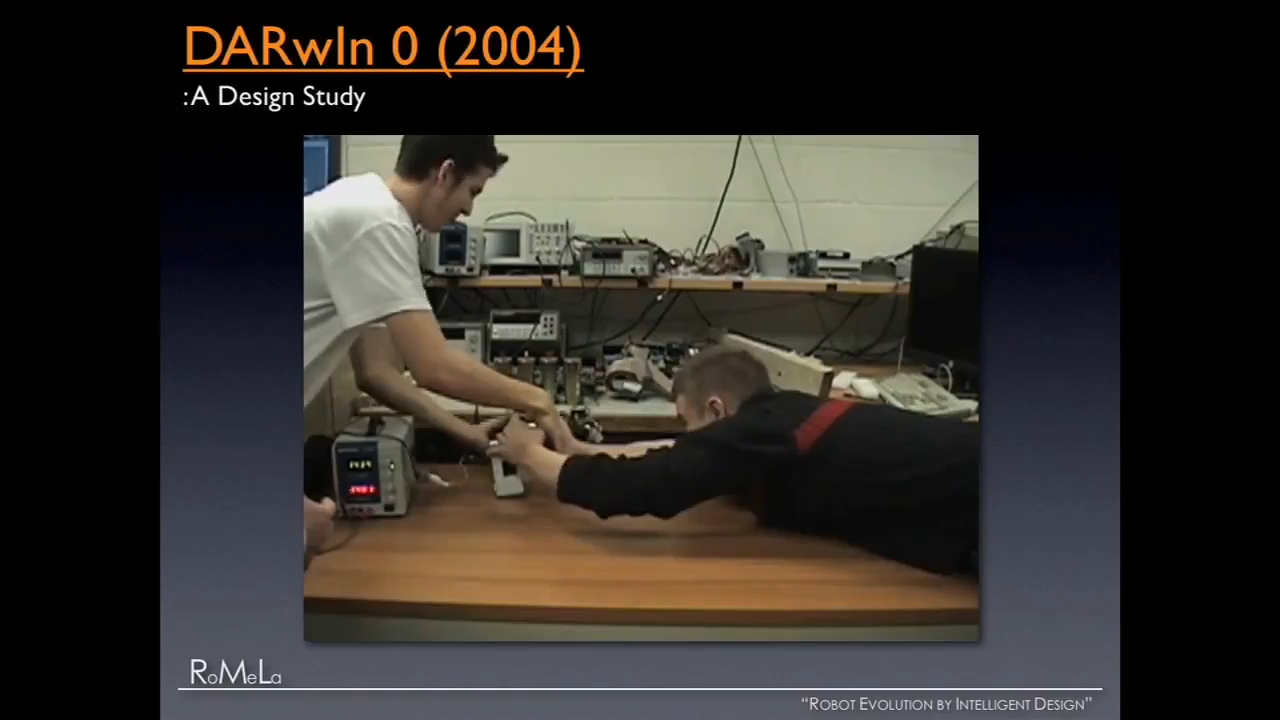 DARwIn 0 (2004)
:A Design Study
RoMeLa
“ROBOT EVOLUTION BY INTELLIGENT DESIGN”